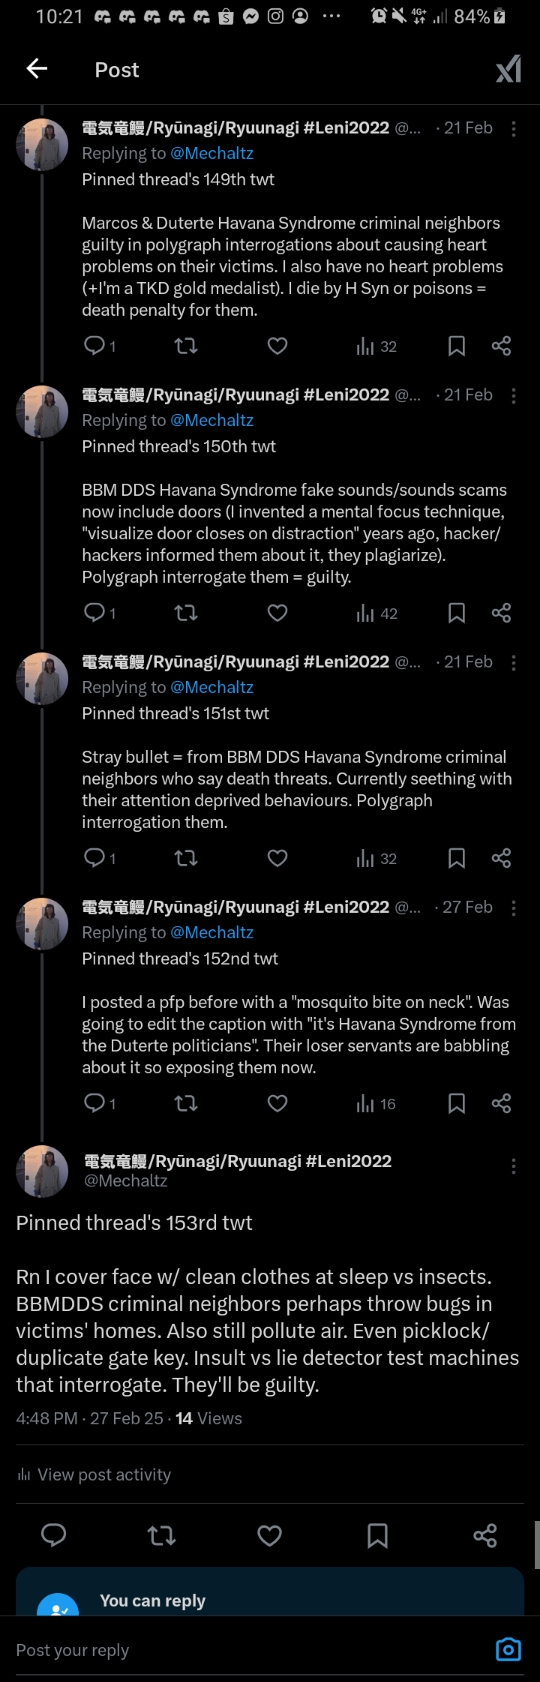 10:21
4G+
84%
Post
電気竜鰻/Ryūnagi/Ryuunagi #Leni2022 @... · 21 Feb
Replying to @Mechaltz
Pinned thread's 149th twt
Marcos & Duterte Havana Syndrome criminal neighbors
guilty in polygraph interrogations about causing heart
problems on their victims. I also have no heart problems
(+I'm a TKD gold medalist). I die by H Syn or poisons =
death penalty for them.
1
32
電気竜鰻/Ryūnagi/Ryuunagi #Leni2022 @... · 21 Feb
Replying to @Mechaltz
Pinned thread's 150th twt
BBM DDS Havana Syndrome fake sounds/sounds scams
now include doors (I invented a mental focus technique,
"visualize door closes on distraction" years ago, hacker/
hackers informed them about it, they plagiarize).
Polygraph interrogate them = guilty.
1
42
電気竜鰻/Ryūnagi/Ryuunagi #Leni2022 @... · 21 Feb
Replying to @Mechaltz
Pinned thread's 151st twt
Stray bullet = from BBM DDS Havana Syndrome criminal
neighbors who say death threats. Currently seething with
their attention deprived behaviours. Polygraph
interrogation them.
1
32
電気竜鰻/Ryūnagi/Ryuunagi #Leni2022 @... · 27 Feb
Replying to @Mechaltz
Pinned thread's 152nd twt
I posted a pfp before with a "mosquito bite on neck". Was
going to edit the caption with "it's Havana Syndrome from
the Duterte politicians". Their loser servants are babbling
about it so exposing them now.
1
16
電気竜鰻/Ryūnagi/Ryuunagi #Leni2022
@Mechaltz
Pinned thread's 153rd twt
Rn I cover face w/ clean clothes at sleep vs insects.
BBMDDS criminal neighbors perhaps throw bugs in
victims' homes. Also still pollute air. Even picklock/
duplicate gate key. Insult vs lie detector test machines
that interrogate. They'll be guilty.
4:48 PM · 27 Feb 25 · 14 Views
View post activity
You can reply
Post your reply